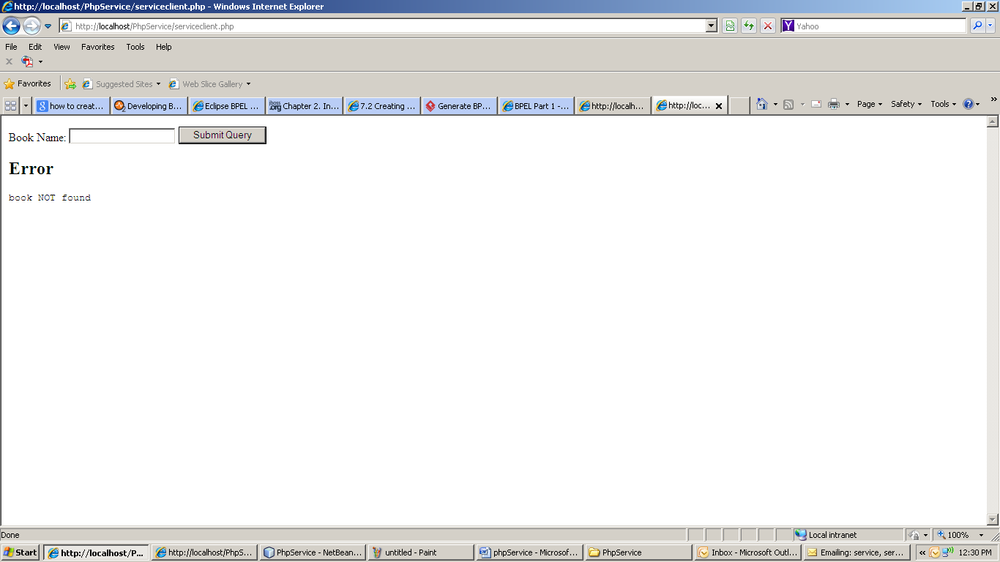 http://localhost/PhpService/serviceclient.php - Windows Internet Explorer
http://localhost/PhpService/serviceclient.php
Yahoo
File Edit View Favorites Tools Help
Favorites Suggested Sites Web Slice Gallery
how to creat... Developing B... Eclipse BPEL ... Chapter 2. In... 7.2 Creating ... Generate BP... BPEL Part 1 -... http://localh... http://loc... Page Safety Tools
Book Name: Submit Query
Error
book NOT found
Done Local intranet 100%
Start http://localhost/P... http://localhost/PhpS... PhpService - NetBean... untitled - Paint phpService - Microsof... PhpService Inbox - Microsoft Outl... Emailing: service, ser... « 12:30 PM